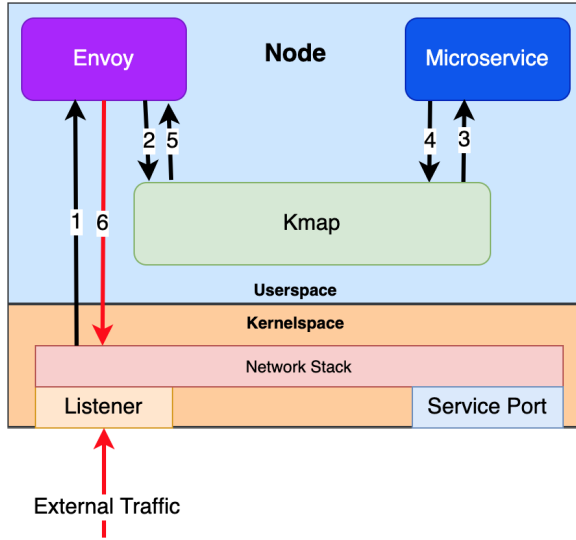 Envoy
Node
Microservice
2
5
4
3
1
6
Kmap
Userspace
Kernelspace
Network Stack
Listener
Service Port
External Traffic